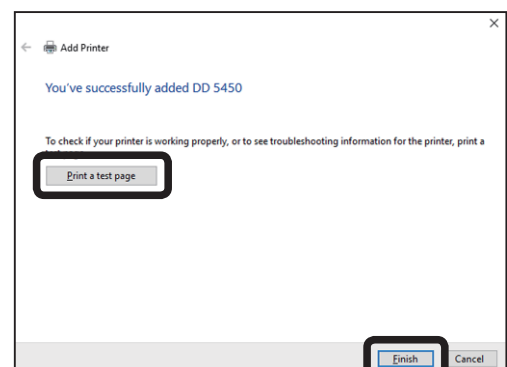 Add Printer
You've successfully added DD 5450
To check if your printer is working properly, or to see troubleshooting information for the printer, print a
Print a test page
Finish Cancel